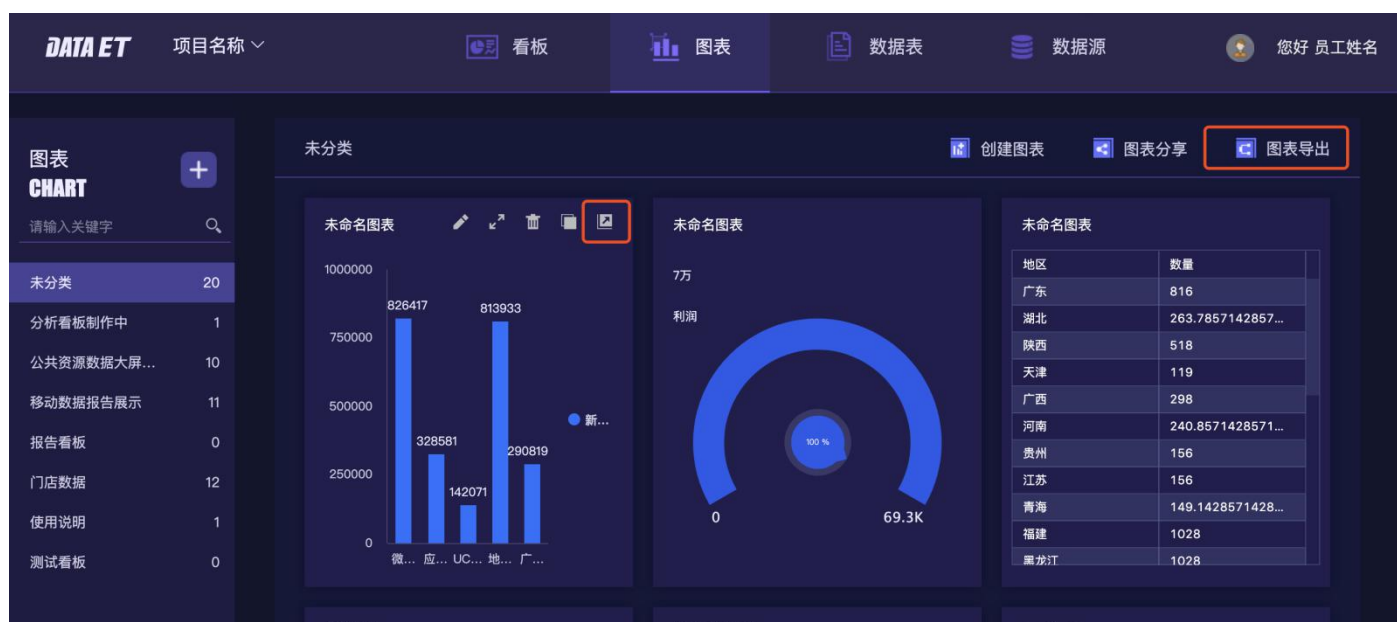 DATA ET 项目名称 看板 图表 数据表 数据源 您好 员工姓名
图表
CHART
请输入关键字
未分类 20
分析看板制作中 1
公共资源数据大屏... 10
移动数据报告展示 11
报告看板 0
门店数据 12
使用说明 1
测试看板 0
未分类 创建图表 图表分享 图表导出
未命名图表
1000000
750000
500000
250000
0
826417
328581
142071
813933
290819
微... 应... UC... 地... 广...
新...
未命名图表
7万
利润
100 %
0 69.3K
未命名图表
地区 数量
广东 816
湖北 263.7857142857...
陕西 518
天津 119
广西 298
河南 240.8571428571...
贵州 156
江苏 156
青海 149.1428571428...
福建 1028
黑龙江 1028